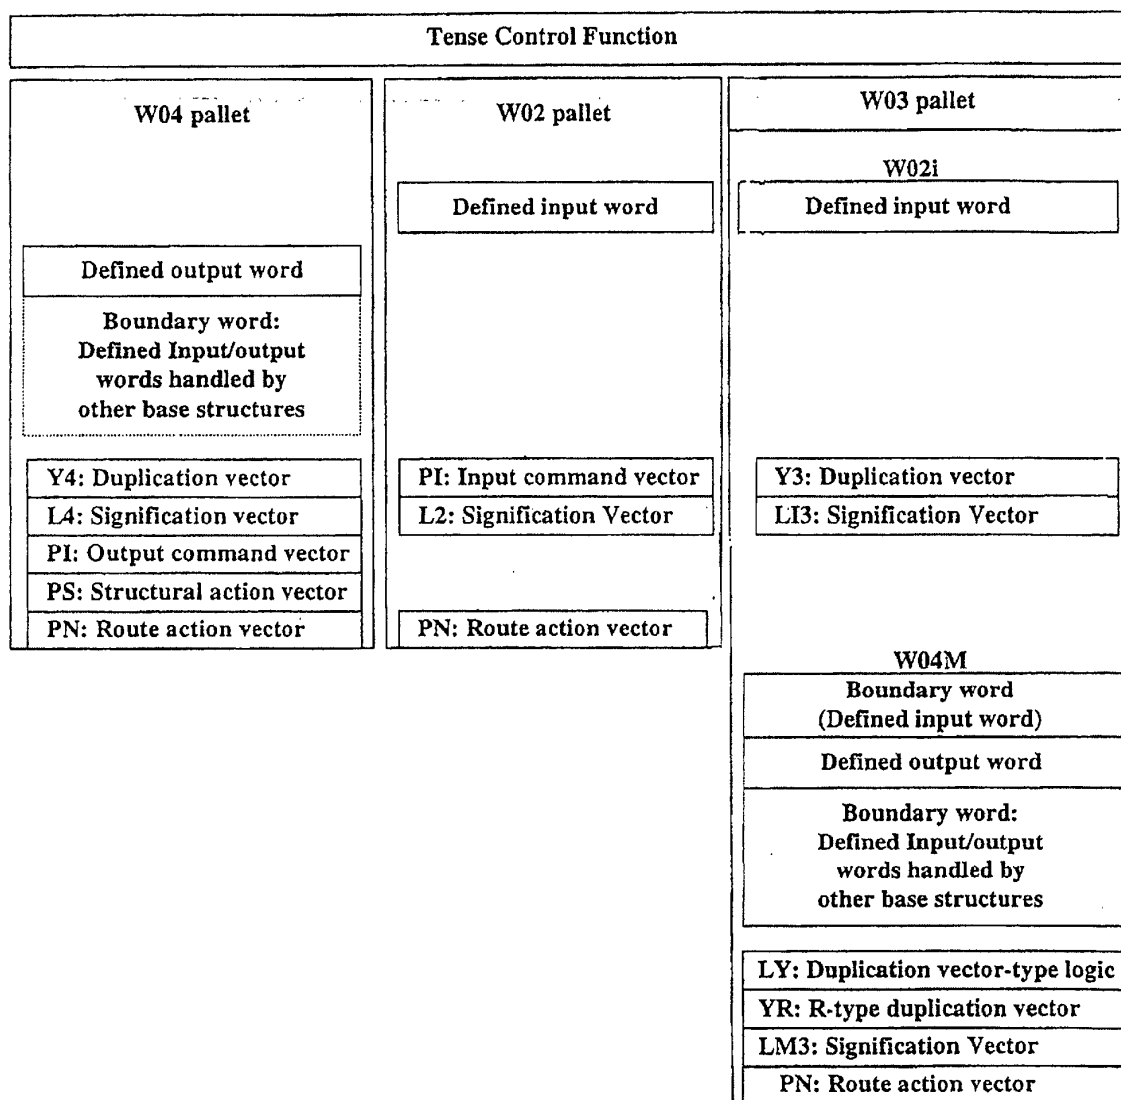 Tense Control Function
W04 pallet
Defined output word
Boundary word:
Defined Input/output
words handled by
other base structures
Y4: Duplication vector
L4: Signification vector
PI: Output command vector
PS: Structural action vector
PN: Route action vector
W02 pallet
Defined input word
PI: Input command vector
L2: Signification Vector
PN: Route action vector
W03 pallet
W02i
Defined input word
Y3: Duplication vector
LI3: Signification Vector
W04M
Boundary word
(Defined input word)
Defined output word
Boundary word:
Defined Input/output
words handled by
other base structures
LY: Duplication vector-type logic
YR: R-type duplication vector
LM3: Signification Vector
PN: Route action vector